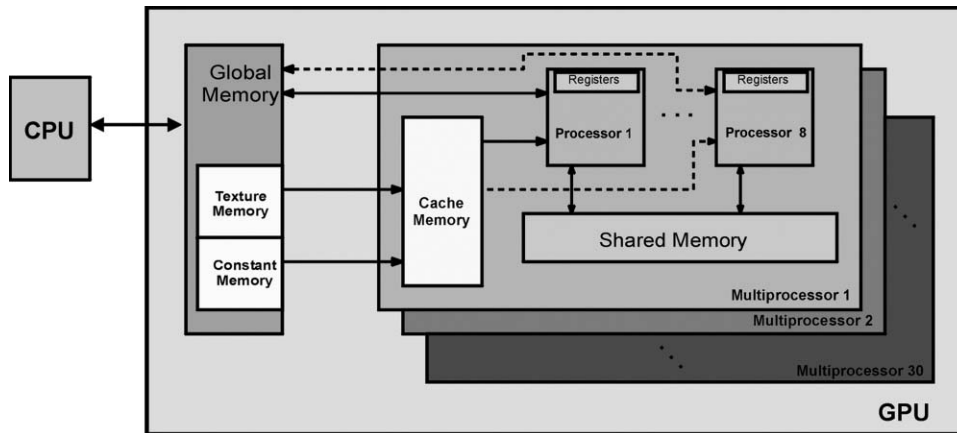 CPU
Global
Memory
Texture
Memory
Constant
Memory
Cache
Memory
Registers
Processor 1
. . .
Registers
Processor 8
Shared Memory
Multiprocessor 1
Multiprocessor 2
Multiprocessor 30
GPU